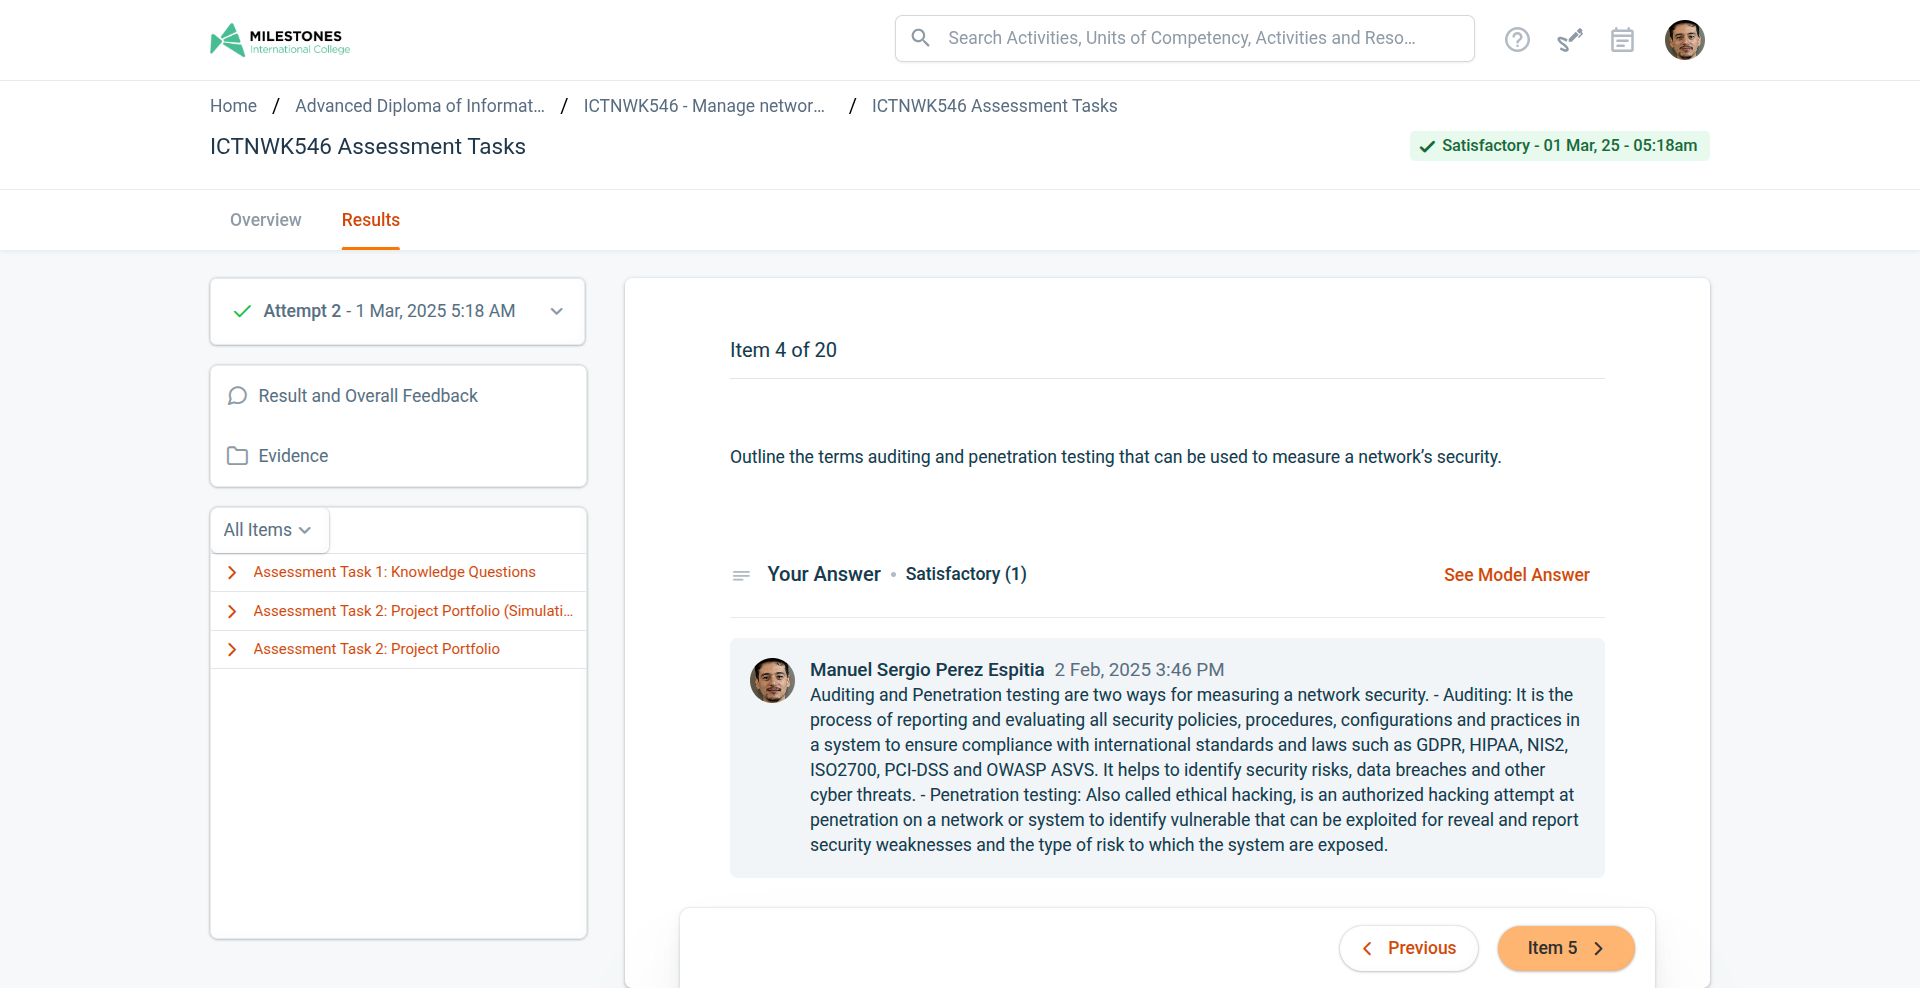 MILESTONES
International College
Search Activities, Units of Competency, Activities and Reso...
Home / Advanced Diploma of Informat... / ICTNWK546 - Manage networ... / ICTNWK546 Assessment Tasks
ICTNWK546 Assessment Tasks
Satisfactory - 01 Mar, 25 - 05:18am
Overview
Results
Attempt 2 - 1 Mar, 2025 5:18 AM
Result and Overall Feedback
Evidence
All Items
Assessment Task 1: Knowledge Questions
Assessment Task 2: Project Portfolio (Simulati...
Assessment Task 2: Project Portfolio
Item 4 of 20
Outline the terms auditing and penetration testing that can be used to measure a network’s security.
Your Answer • Satisfactory (1)
See Model Answer
Manuel Sergio Perez Espitia 2 Feb, 2025 3:46 PM
Auditing and Penetration testing are two ways for measuring a network security. - Auditing: It is the
process of reporting and evaluating all security policies, procedures, configurations and practices in
a system to ensure compliance with international standards and laws such as GDPR, HIPAA, NIS2,
ISO2700, PCI-DSS and OWASP ASVS. It helps to identify security risks, data breaches and other
cyber threats. - Penetration testing: Also called ethical hacking, is an authorized hacking attempt at
penetration on a network or system to identify vulnerable that can be exploited for reveal and report
security weaknesses and the type of risk to which the system are exposed.
Previous
Item 5